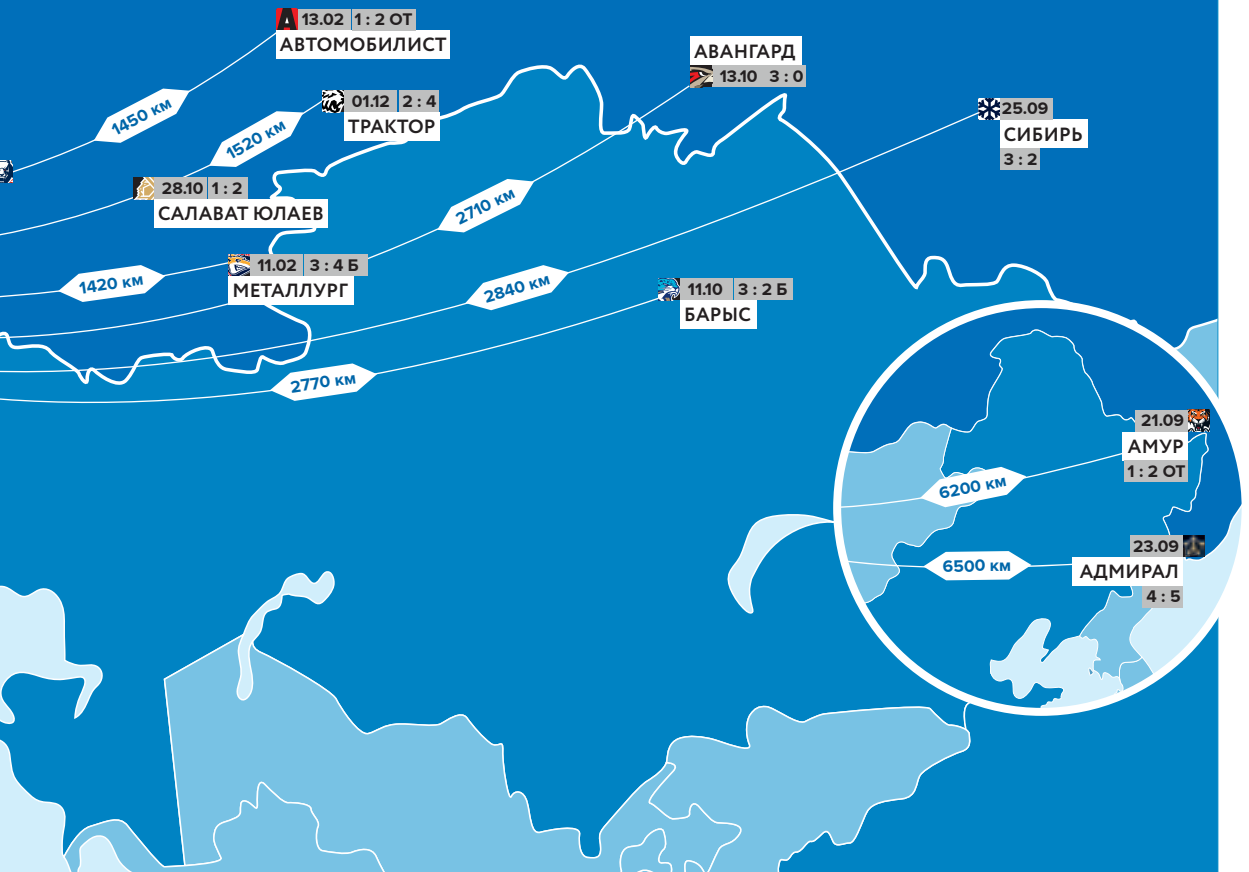 13.02 1 : 2 ОТ
АВТОМОБИЛИСТ
АВАНГАРД
13.10 3 : 0
1450 км
01.12 2 : 4
ТРАКТОР
25.09
СИБИРЬ
3 : 2
1520 км
28.10 1 : 2
САЛАВАТ ЮЛАЕВ
2710 км
11.02 3 : 4 Б
МЕТАЛЛУРГ
1420 км
2840 км
11.10 3 : 2 Б
БАРЫС
2770 км
21.09
АМУР
1 : 2 ОТ
6200 км
23.09
АДМИРАЛ
4 : 5
6500 км